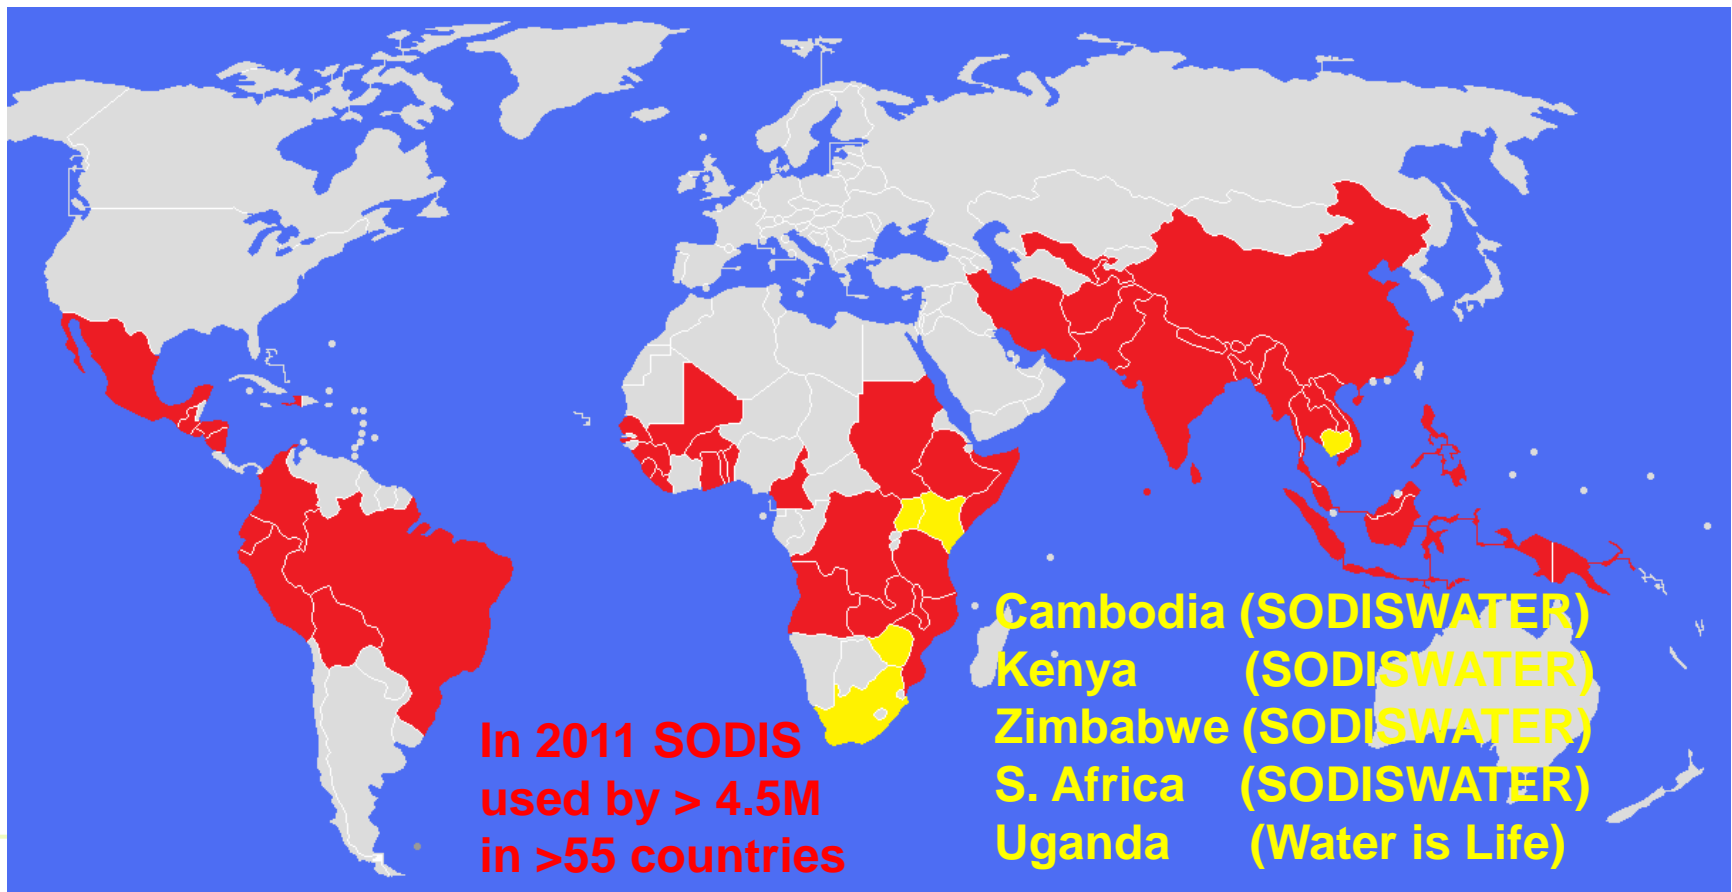 In 2011 SODIS
used by > 4.5M
in >55 countries
Cambodia (SODISWATER)
Kenya (SODISWATER)
Zimbabwe (SODISWATER)
S. Africa (SODISWATER)
Uganda (Water is Life)